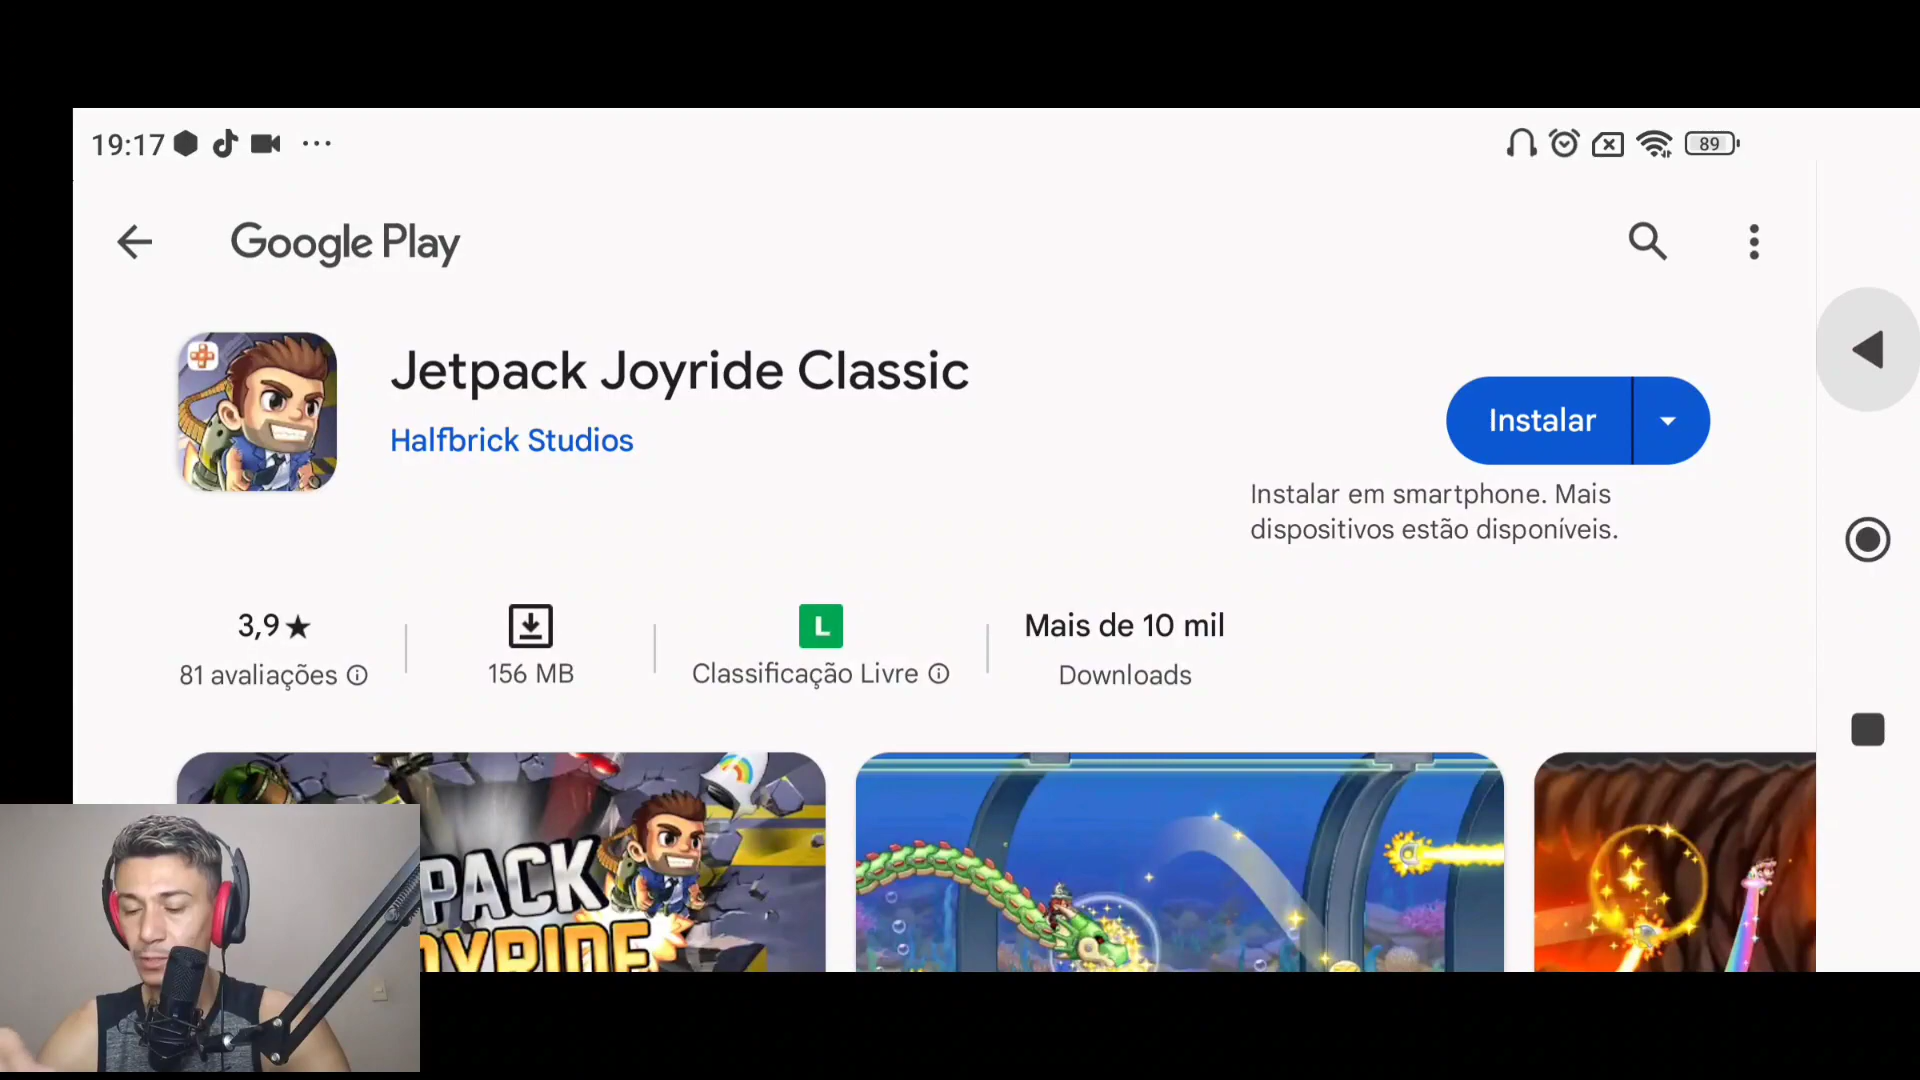 19:17
89
Google Play
Jetpack Joyride Classic
Halfbrick Studios
Instalar
Instalar em smartphone. Mais
dispositivos estão disponíveis.
3,9★
81 avaliações
156 MB
L
Classificação Livre
Mais de 10 mil
Downloads
PACK
OYRIDE